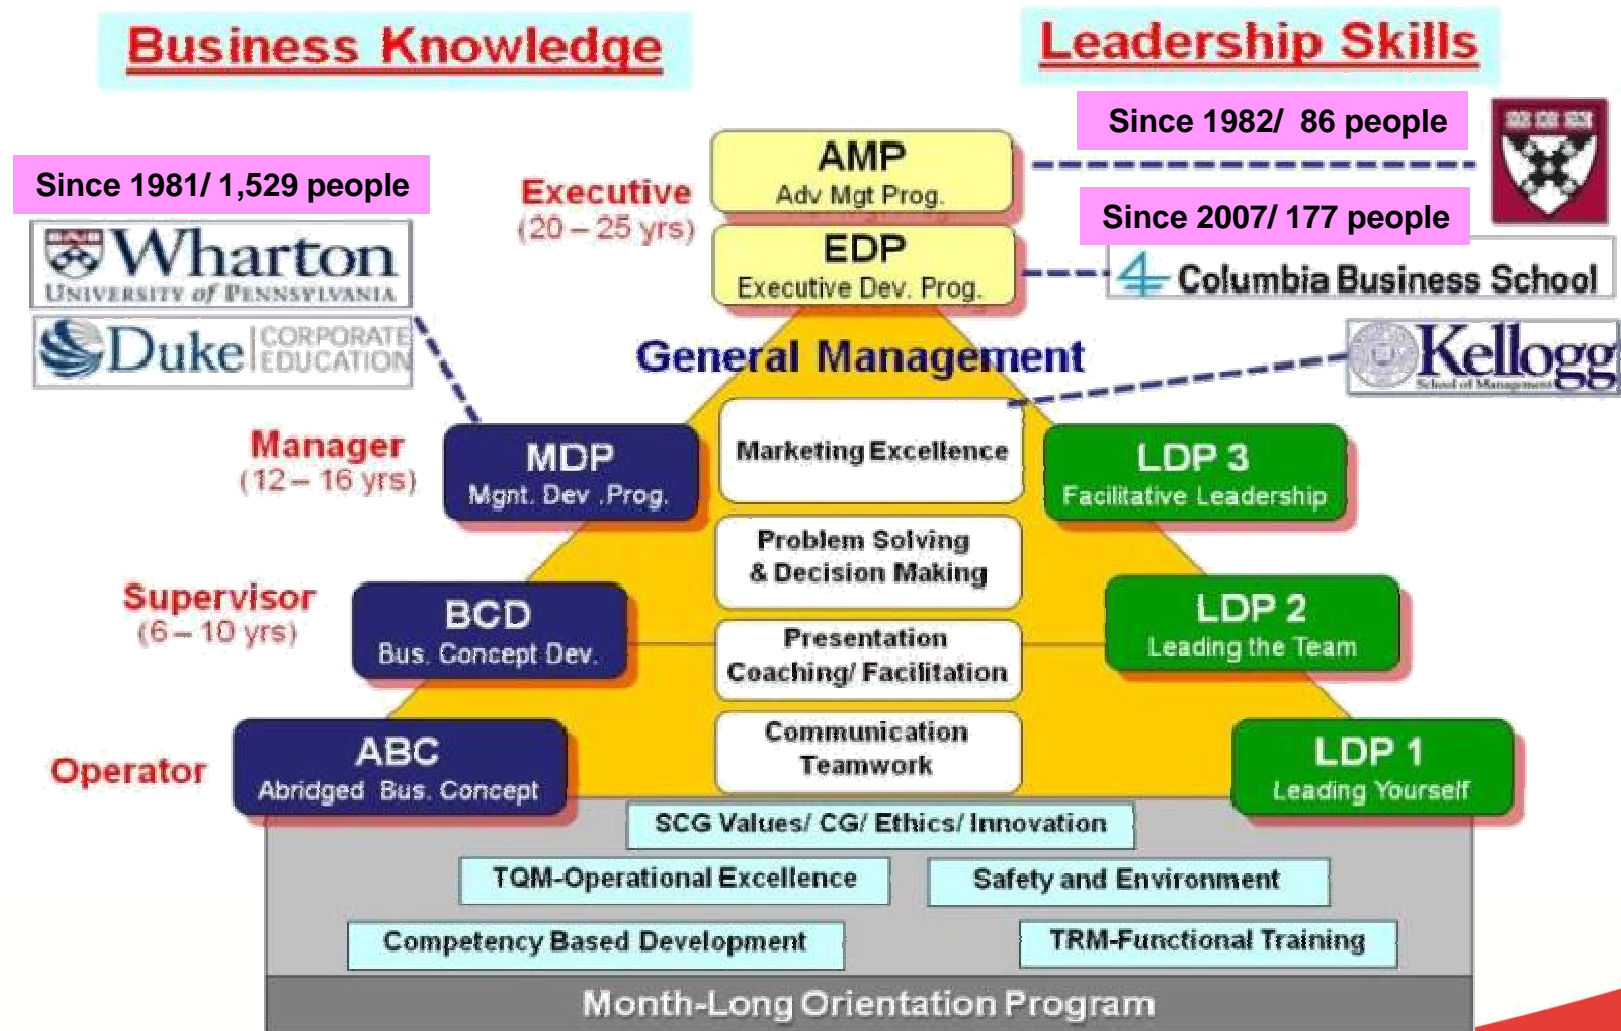 Business Knowledge
Leadership Skills
Since 1982/ 86 people
AMP
Adv Mgt Prog.
Since 1981/ 1,529 people
Executive
(20 – 25 yrs)
Since 2007/ 177 people
Wharton
UNIVERSITY of PENNSYLVANIA
EDP
Executive Dev. Prog.
Columbia Business School
Duke CORPORATE
EDUCATION
General Management
Kellogg
School of Management
Manager
(12 – 16 yrs)
MDP
Mgnt. Dev .Prog.
Marketing Excellence
LDP 3
Facilitative Leadership
Problem Solving
& Decision Making
Supervisor
(6 – 10 yrs)
BCD
Bus. Concept Dev.
Presentation
Coaching/ Facilitation
LDP 2
Leading the Team
Operator
ABC
Abridged Bus. Concept
Communication
Teamwork
LDP 1
Leading Yourself
SCG Values/ CG/ Ethics/ Innovation
TQM-Operational Excellence
Safety and Environment
Competency Based Development
TRM-Functional Training
Month-Long Orientation Program